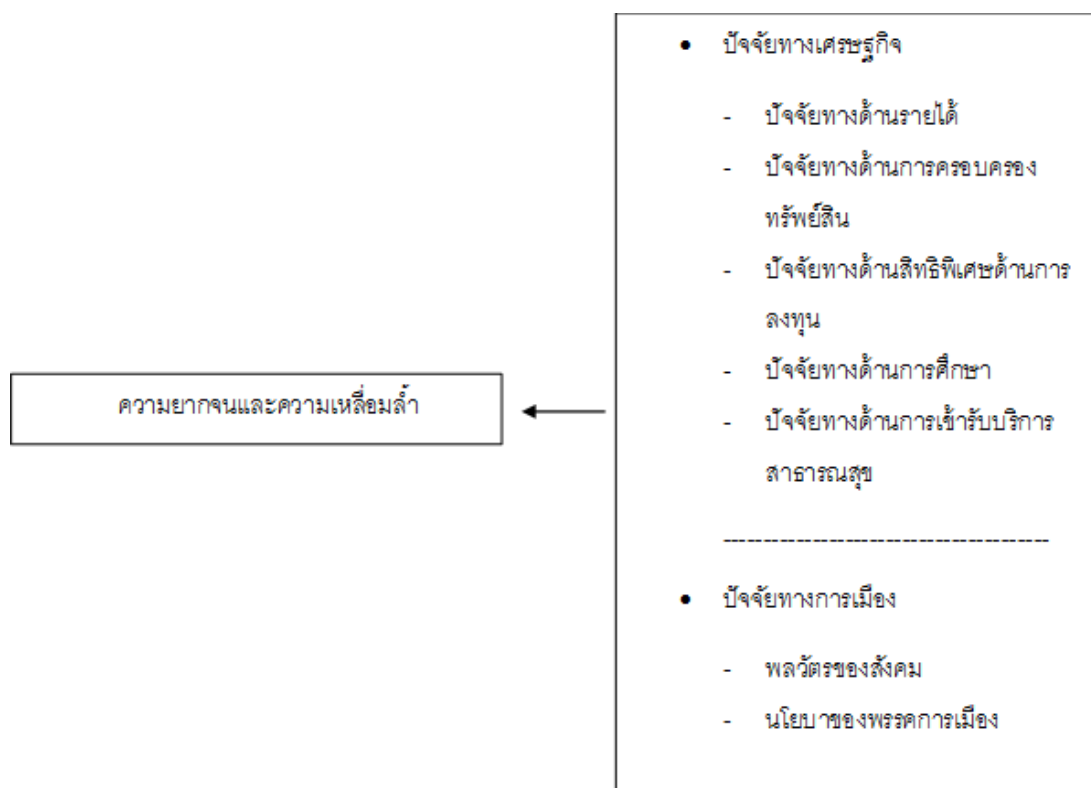 • ปัจจัยทางเศรษฐกิจ
- ปัจจัยทางด้านรายได้
- ปัจจัยทางด้านการครอบครอง
ทรัพย์สิน
- ปัจจัยทางด้านสิทธิพิเศษด้านการ
ลงทุน
- ปัจจัยทางด้านการศึกษา
- ปัจจัยทางด้านการเข้ารับบริการ
สาธารณสุข
-----------------------------------------
• ปัจจัยทางการเมือง
- พลวัตรของสังคม
- นโยบาของพรรคการเมือง
ความยากจนและความเหลื่อมล้ำ